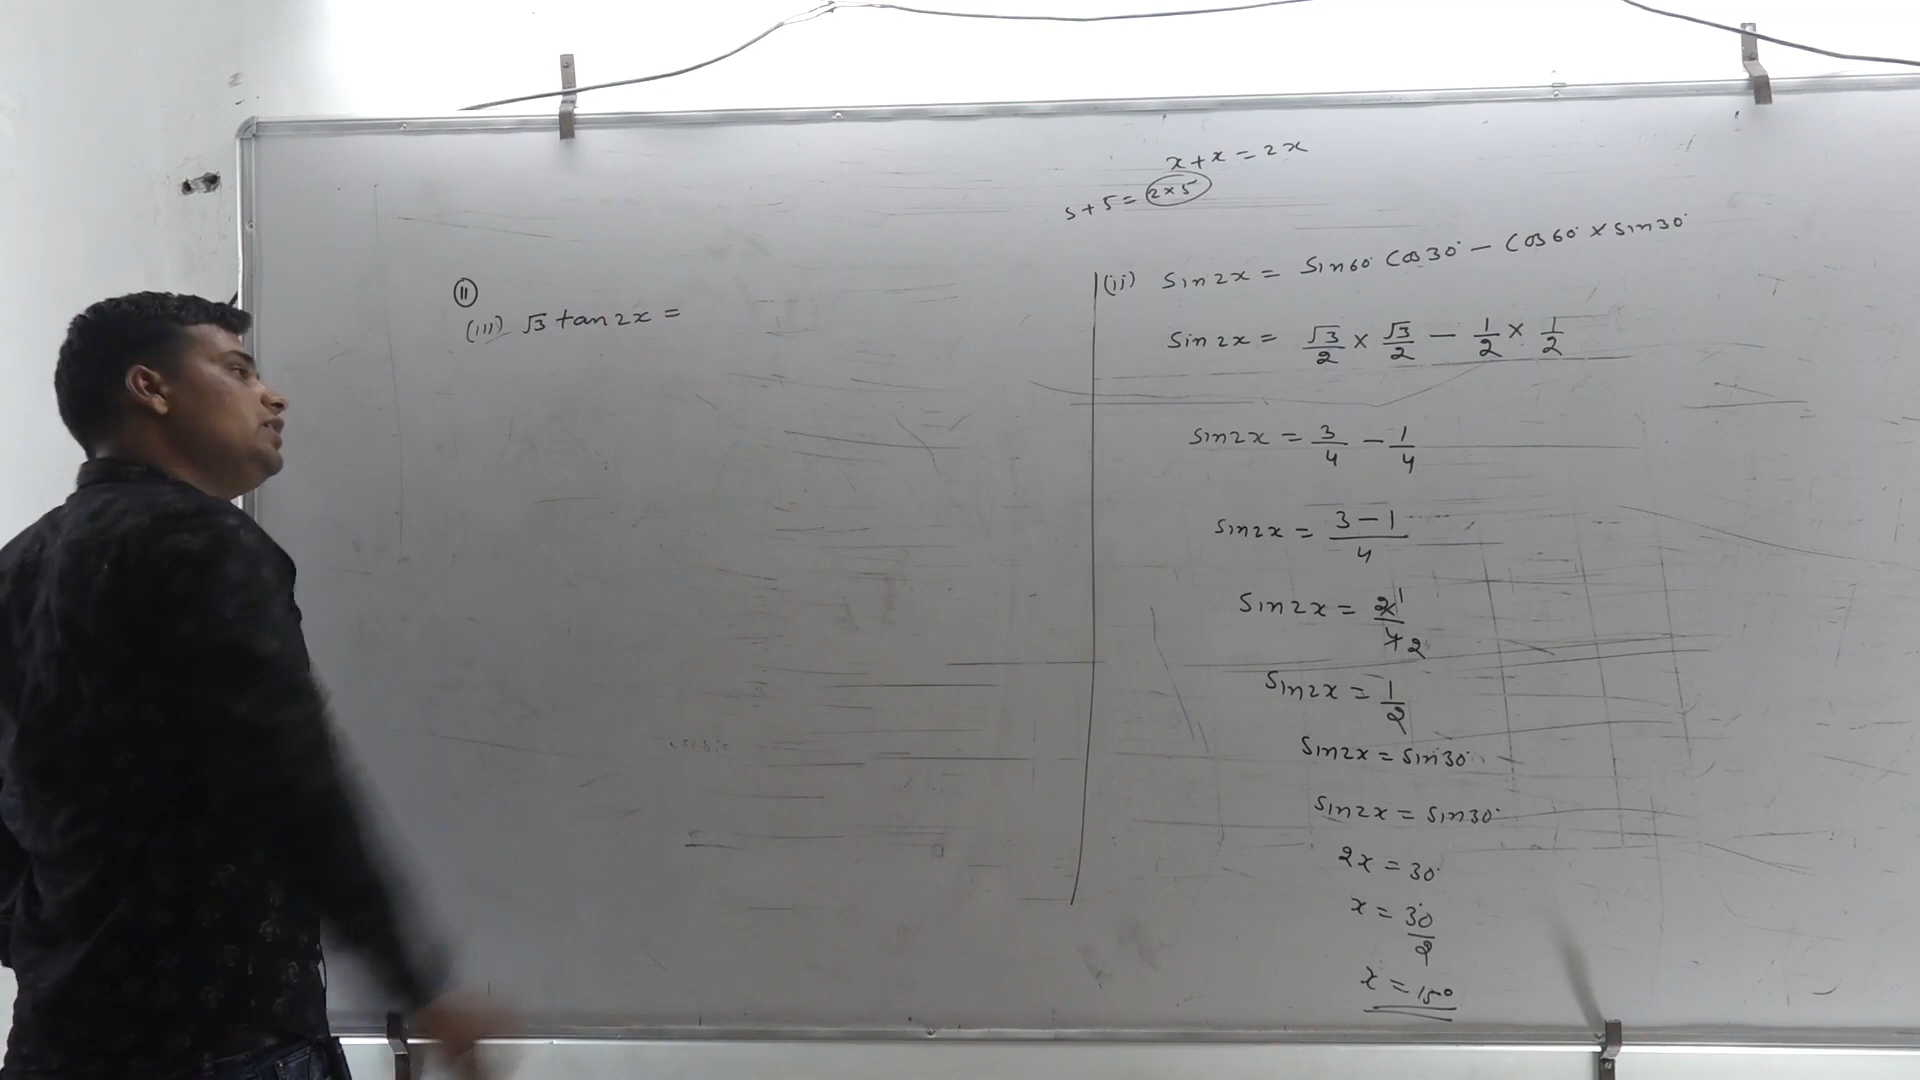 x + x = 2x
5 + 5 = 2 × 5
(11)
(iii) √3 tan 2x =
(ii) Sin 2x = Sin 60° Cos 30° − Cos 60° × Sin 30°
Sin 2x = √3/2 × √3/2 − 1/2 × 1/2
Sin 2x = 3/4 − 1/4
Sin 2x = (3 − 1)/4
Sin 2x = 2 1/4 2
Sin 2x = 1/2
Sin 2x = Sin 30°
Sin 2x = Sin 30°
2x = 30°
x = 30°/2
x = 15°